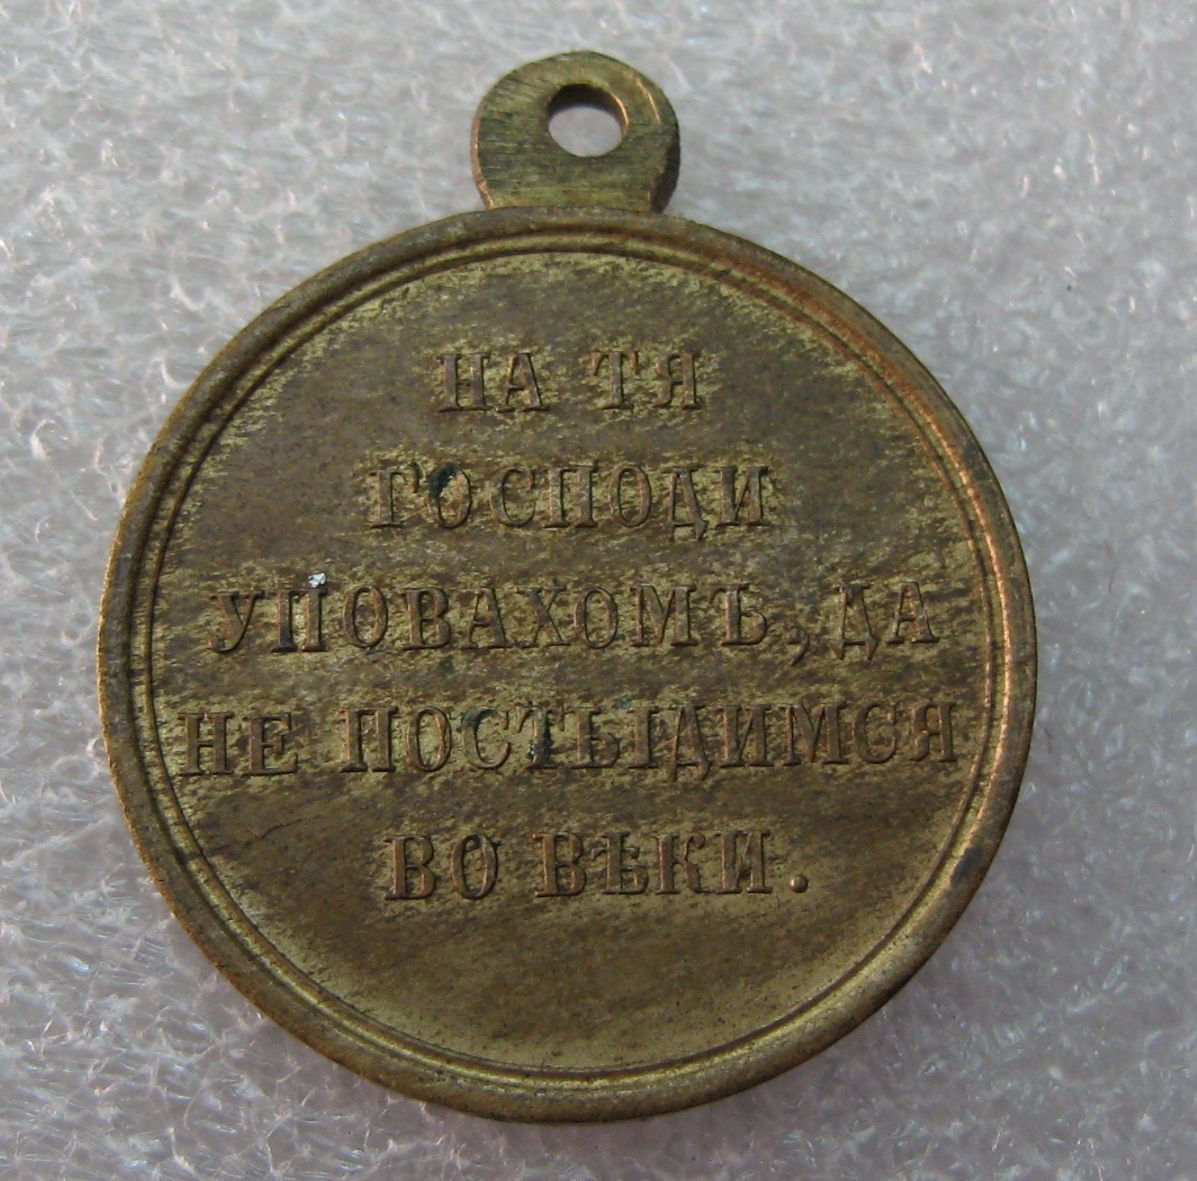 НА ТЯ
ГОСПОДИ
УПОВАХОМЪ, ДА
НЕ ПОСТЫДИМСЯ
ВО ВѢКИ.